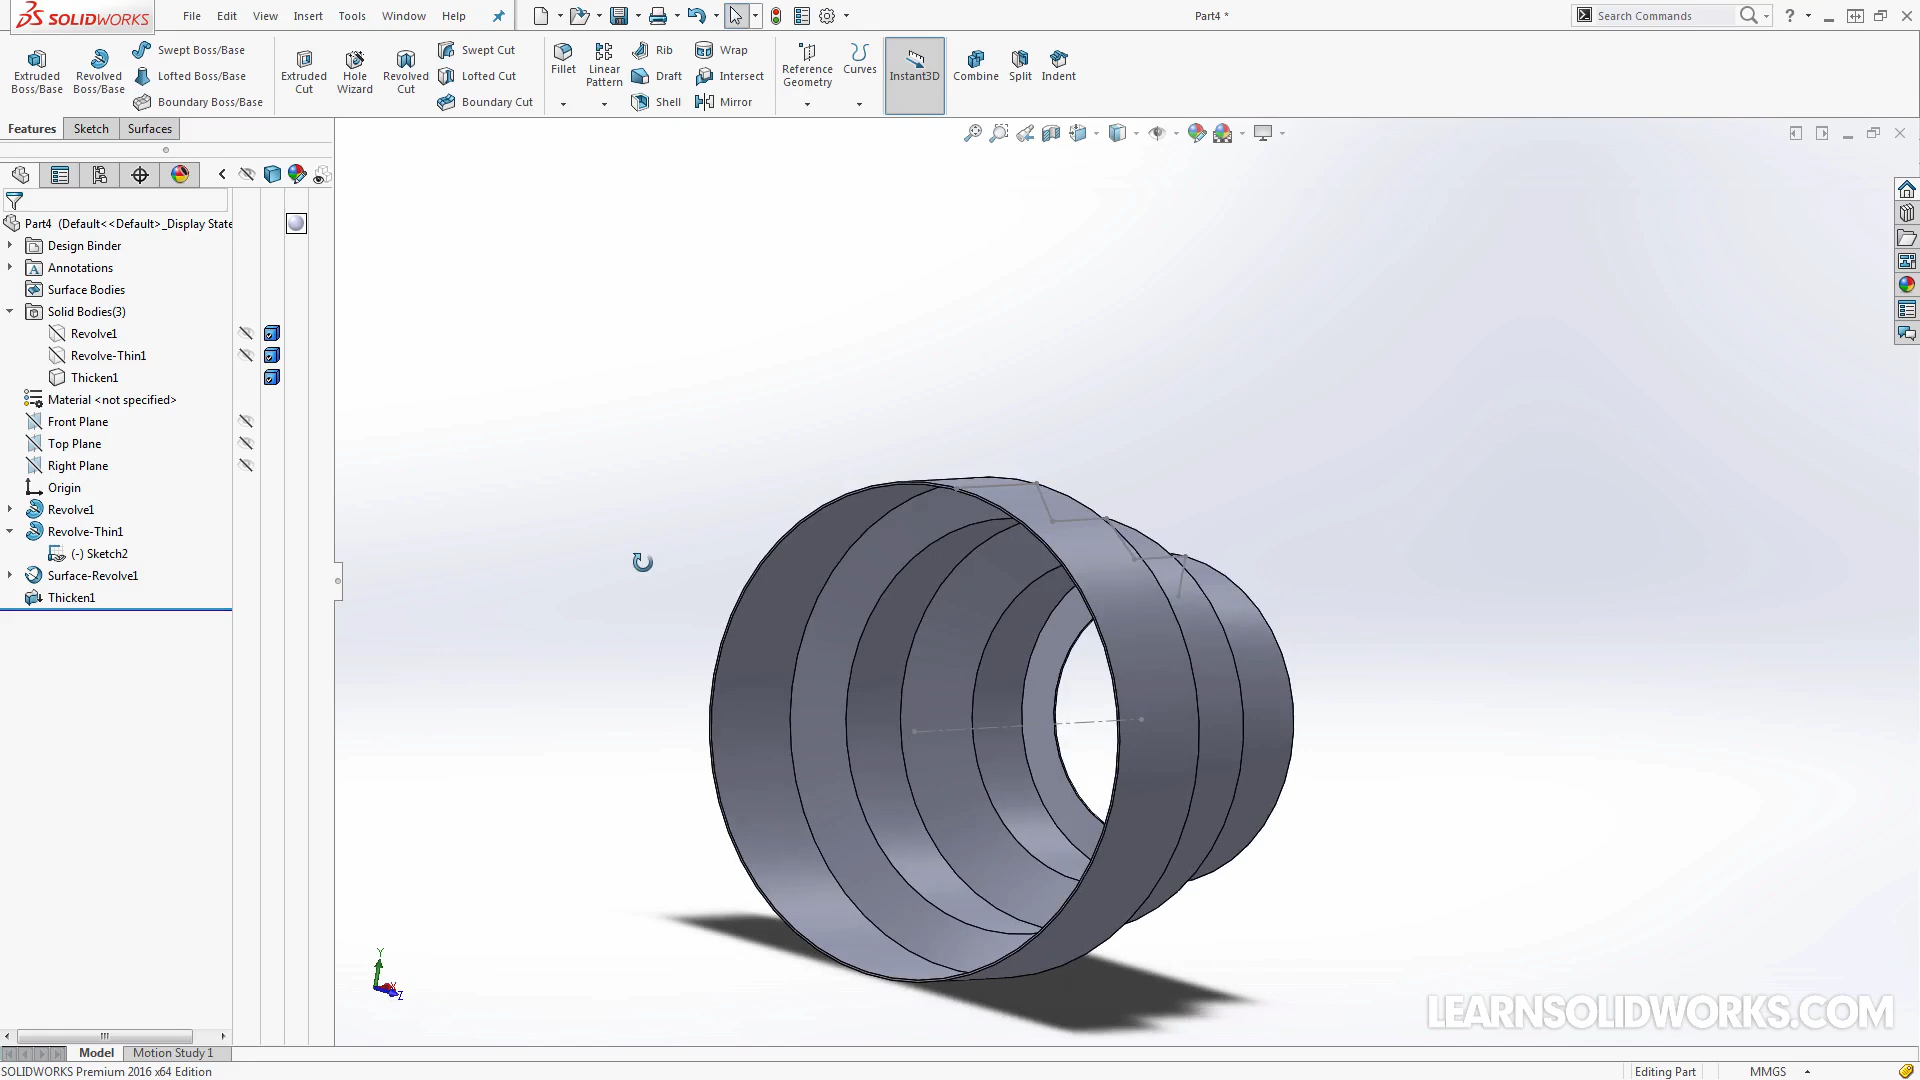 SOLIDWORKS
File Edit View Insert Tools Window Help
Part4 *
Search Commands
?
Extruded Boss/Base
Revolved Boss/Base
Swept Boss/Base
Lofted Boss/Base
Boundary Boss/Base
Extruded Cut
Hole Wizard
Revolved Cut
Swept Cut
Lofted Cut
Boundary Cut
Fillet
Linear Pattern
Rib
Draft
Shell
Wrap
Intersect
Mirror
Reference Geometry
Curves
Instant3D
Combine
Split
Indent
Features Sketch Surfaces
Part4 (Default<<Default>_Display State
Design Binder
Annotations
Surface Bodies
Solid Bodies(3)
Revolve1
Revolve-Thin1
Thicken1
Material <not specified>
Front Plane
Top Plane
Right Plane
Origin
Revolve1
Revolve-Thin1
(-) Sketch2
Surface-Revolve1
Thicken1
Y
X
Z
LEARNSOLIDWORKS.COM
Model Motion Study 1
SOLIDWORKS Premium 2016 x64 Edition
Editing Part
MMGS